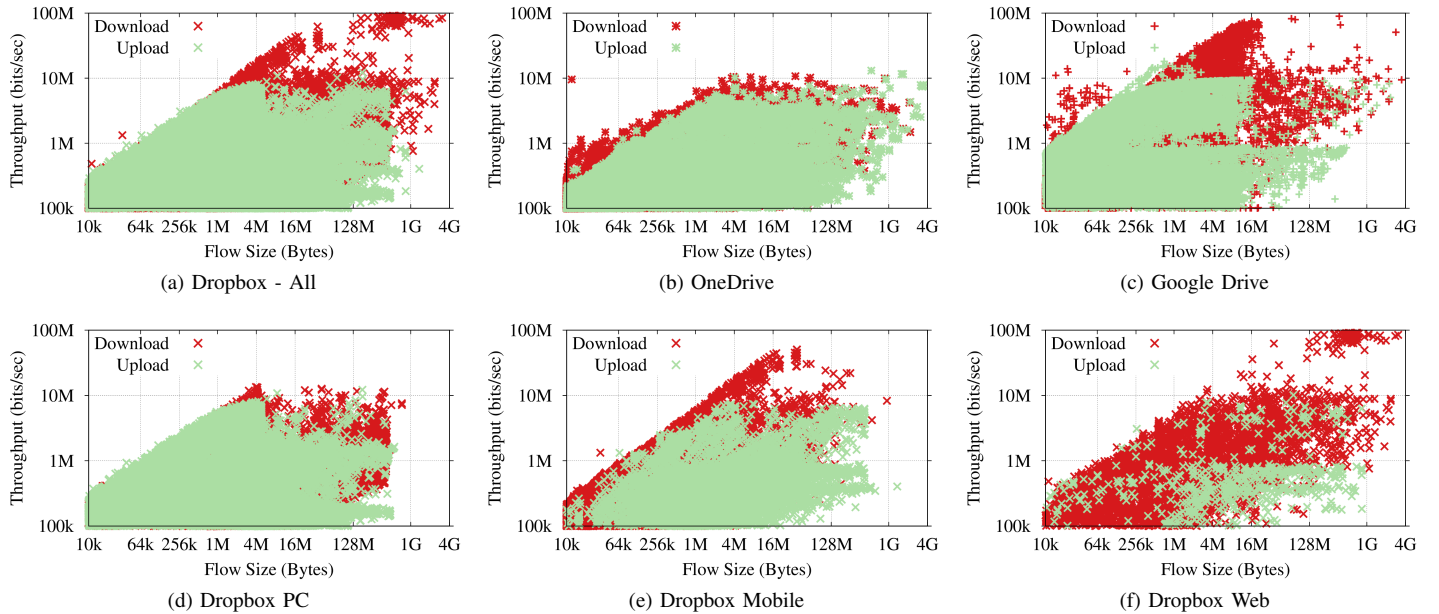 100M
10M
1M
100k
Throughput (bits/sec)
Download
Upload
10k 64k 256k 1M 4M 16M 128M 1G 4G
Flow Size (Bytes)
(a) Dropbox - All
100M
10M
1M
100k
Throughput (bits/sec)
Download
Upload
10k 64k 256k 1M 4M 16M 128M 1G 4G
Flow Size (Bytes)
(b) OneDrive
100M
10M
1M
100k
Throughput (bits/sec)
Download
Upload
10k 64k 256k 1M 4M 16M 128M 1G 4G
Flow Size (Bytes)
(c) Google Drive
100M
10M
1M
100k
Throughput (bits/sec)
Download
Upload
10k 64k 256k 1M 4M 16M 128M 1G 4G
Flow Size (Bytes)
(d) Dropbox PC
100M
10M
1M
100k
Throughput (bits/sec)
Download
Upload
10k 64k 256k 1M 4M 16M 128M 1G 4G
Flow Size (Bytes)
(e) Dropbox Mobile
100M
10M
1M
100k
Throughput (bits/sec)
Download
Upload
10k 64k 256k 1M 4M 16M 128M 1G 4G
Flow Size (Bytes)
(f) Dropbox Web